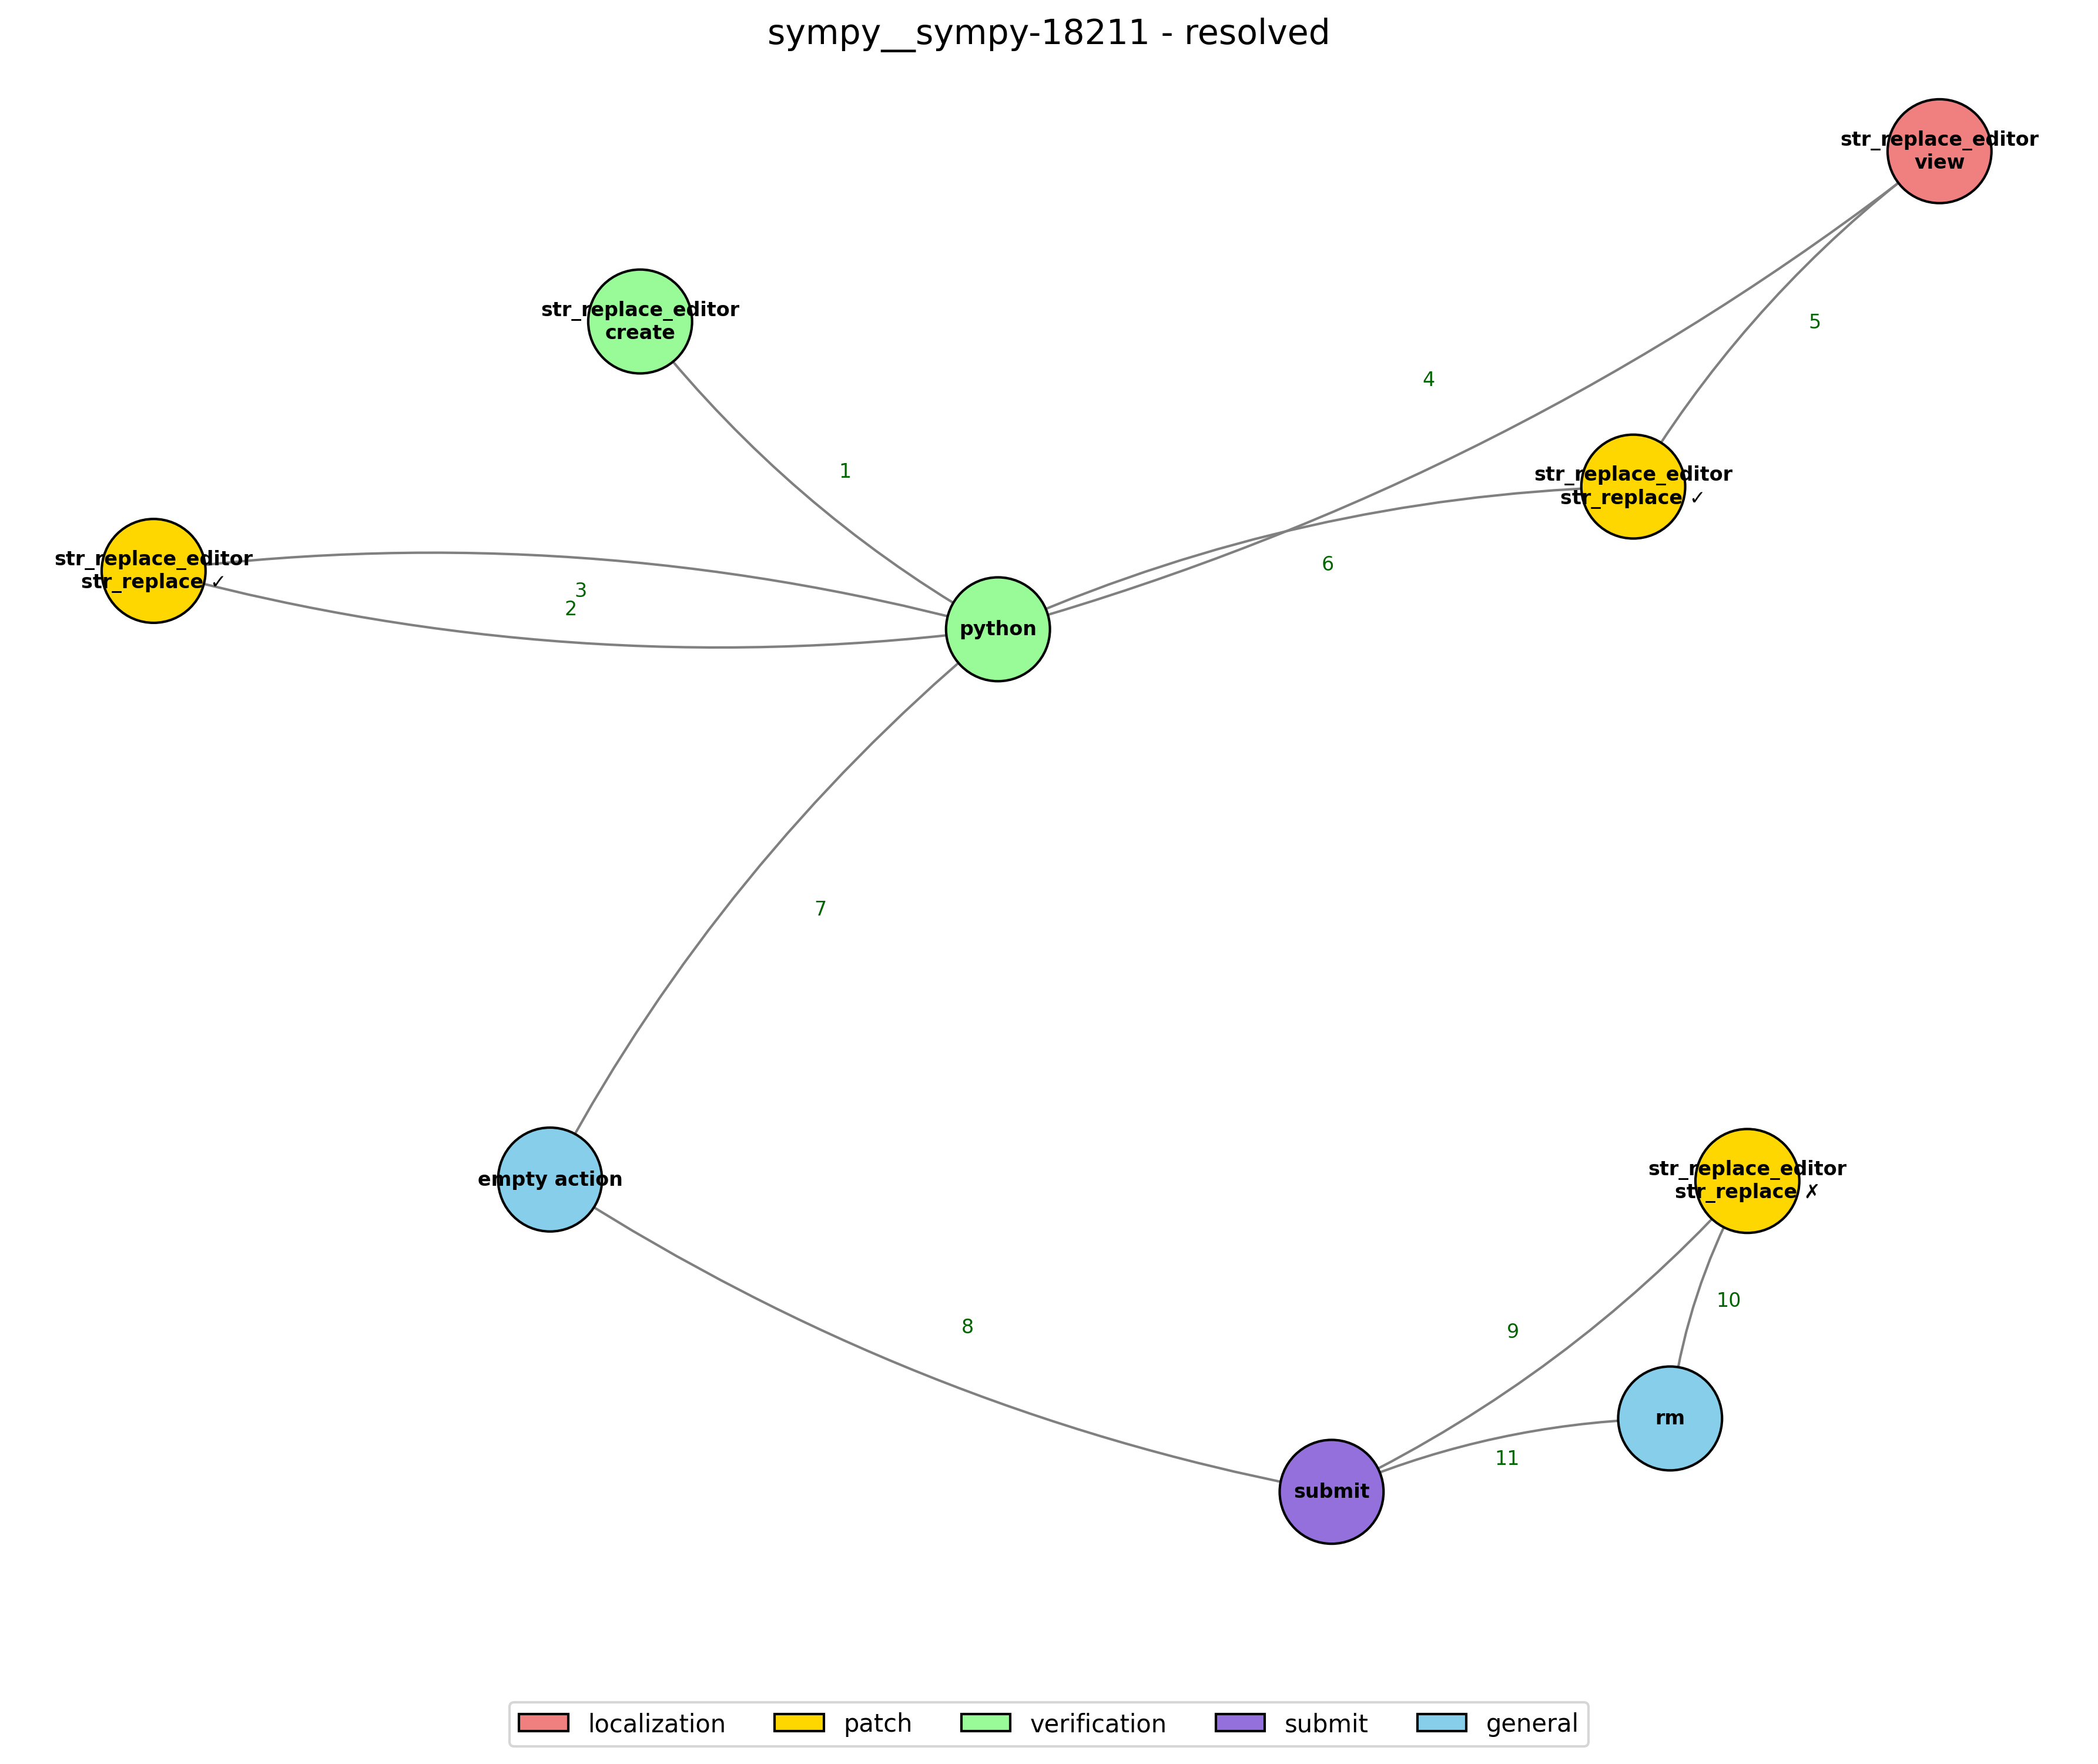 sympy__sympy-18211 - resolved
str_replace_editor
view
str_replace_editor
create
5
4
1
str_replace_editor
str_replace ✓
str_replace_editor
str_replace ✓
6
3
2
python
7
empty action
str_replace_editor
str_replace ✗
10
8
9
rm
11
submit
localization
patch
verification
submit
general